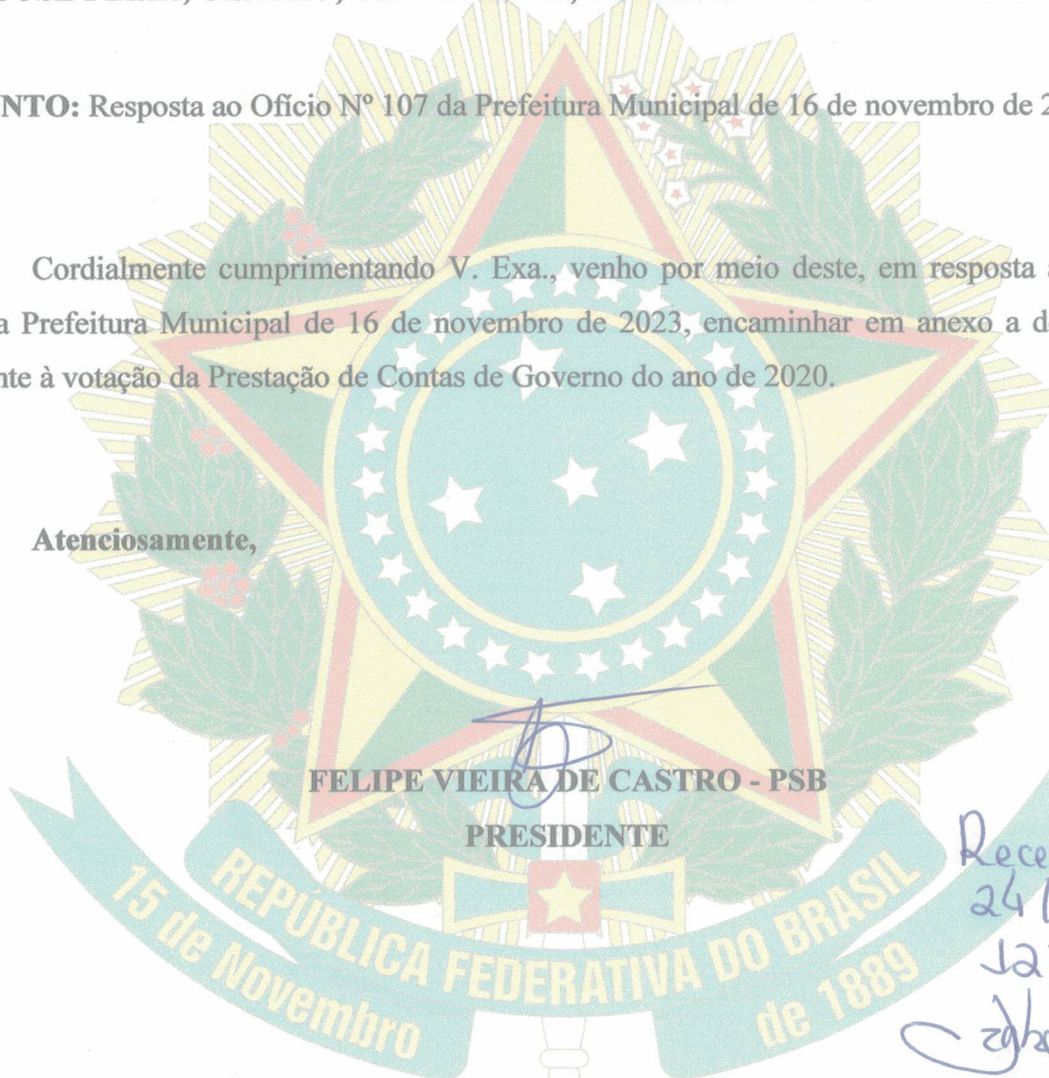 NTO: Resposta ao Ofício Nº 107 da Prefeitura Municipal de 16 de novembro de 2
Cordialmente cumprimentando V. Exa., venho por meio deste, em resposta a
a Prefeitura Municipal de 16 de novembro de 2023, encaminhar em anexo a d
nte à votação da Prestação de Contas de Governo do ano de 2020.
Atenciosamente,
FELIPE VIEIRA DE CASTRO - PSB
PRESIDENTE
Rece
24/
12
REPÚBLICA FEDERATIVA DO BRASIL
15 de Novembro
de 1889